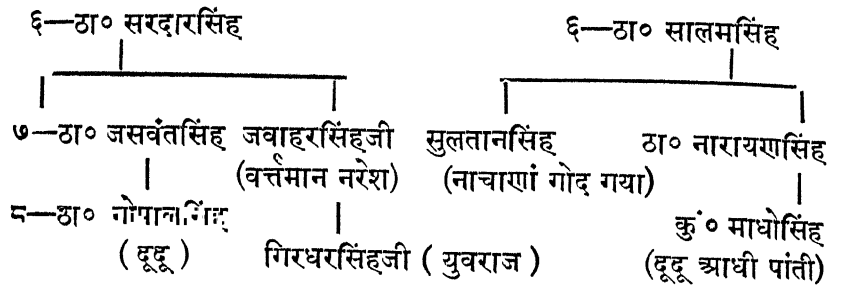 ६—ठा० सरदारसिंह ६—ठा० सालमसिंह
७—ठा० जसवंतसिंह जवाहरसिंहजी सुलतानसिंह ठा० नारायणसिंह
(वर्त्तमान नरेश) (नाचाणां गोद गया)
८—ठा० गोपालसिंह कुं० माधोसिंह
(दूदू) गिरधरसिंहजी (युवराज) (दूदू आधी पांती)